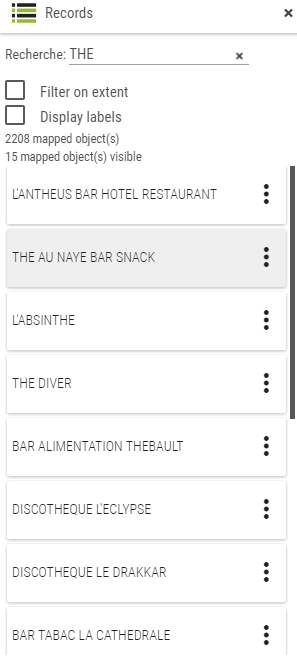 Records ×
Recherche: THE ×
Filter on extent
Display labels
2208 mapped object(s)
15 mapped object(s) visible
L'ANTHEUS BAR HOTEL RESTAURANT
THE AU NAYE BAR SNACK
L'ABSINTHE
THE DIVER
BAR ALIMENTATION THEBAULT
DISCOTHEQUE L'ECLYPSE
DISCOTHEQUE LE DRAKKAR
BAR TABAC LA CATHEDRALE